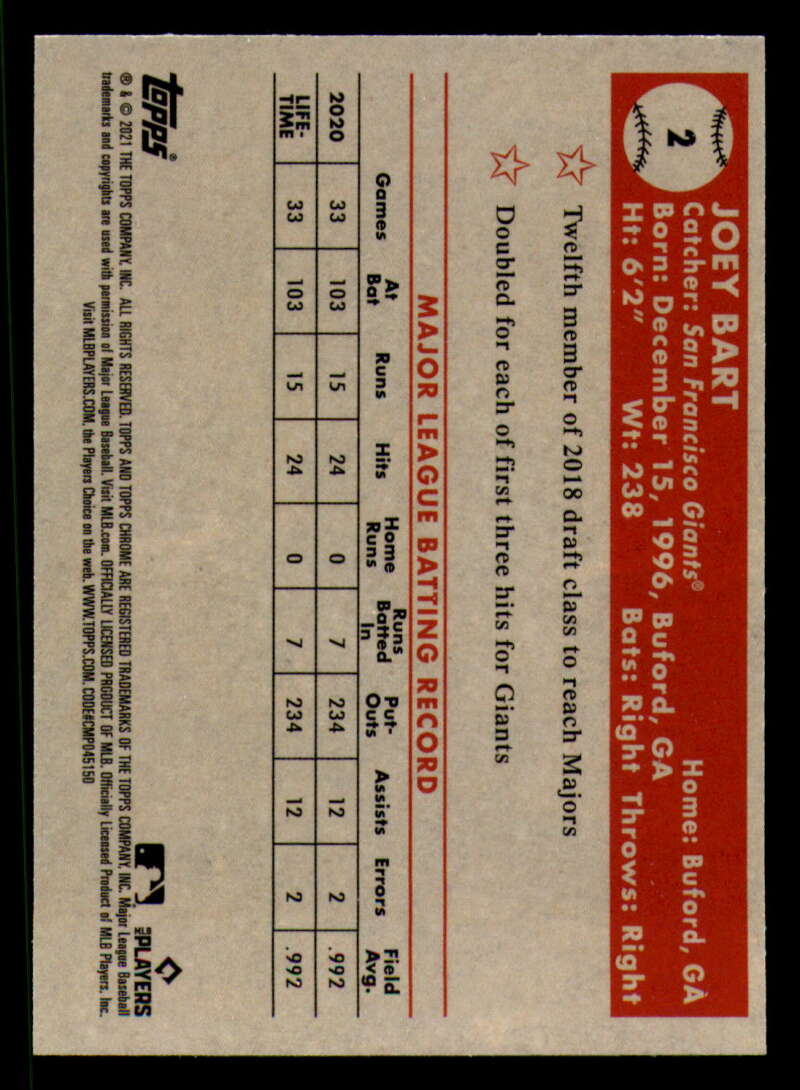 2
JOEY BART
Catcher: San Francisco Giants® Home: Buford, GA
Born: December 15, 1996, Buford, GA
Ht: 6'2" Wt: 238 Bats: Right Throws: Right
Twelfth member of 2018 draft class to reach Majors
Doubled for each of first three hits for Giants
MAJOR LEAGUE BATTING RECORD
Games At Bat Runs Hits Home Runs Runs Batted In Put-Outs Assists Errors Field Avg.
2020 33 103 15 24 0 7 234 12 2 .992
LIFE-TIME 33 103 15 24 0 7 234 12 2 .992
topps®
MLB PLAYERS
® & © 2021 THE TOPPS COMPANY, INC. ALL RIGHTS RESERVED. TOPPS AND TOPPS CHROME ARE REGISTERED TRADEMARKS OF THE TOPPS COMPANY, INC. Major League Baseball
trademarks and copyrights are used with permission of Major League Baseball. Visit MLB.com. OFFICIALLY LICENSED PRODUCT OF MLB. Officially Licensed Product of MLB Players, Inc.
Visit MLBPLAYERS.COM, the Players Choice on the web. WWW.TOPPS.COM. CODE#CMP045150